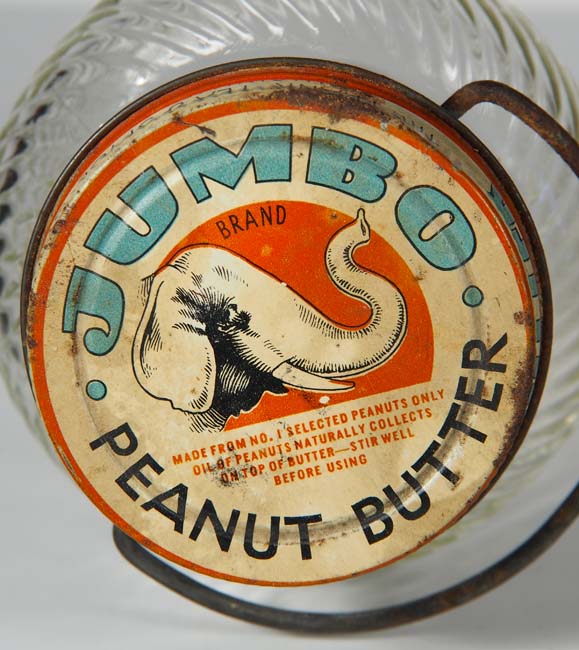 JUMBO
BRAND
MADE FROM NO. 1 SELECTED PEANUTS ONLY
OIL OF PEANUTS NATURALLY COLLECTS
ON TOP OF BUTTER—STIR WELL
BEFORE USING
PEANUT BUTTER